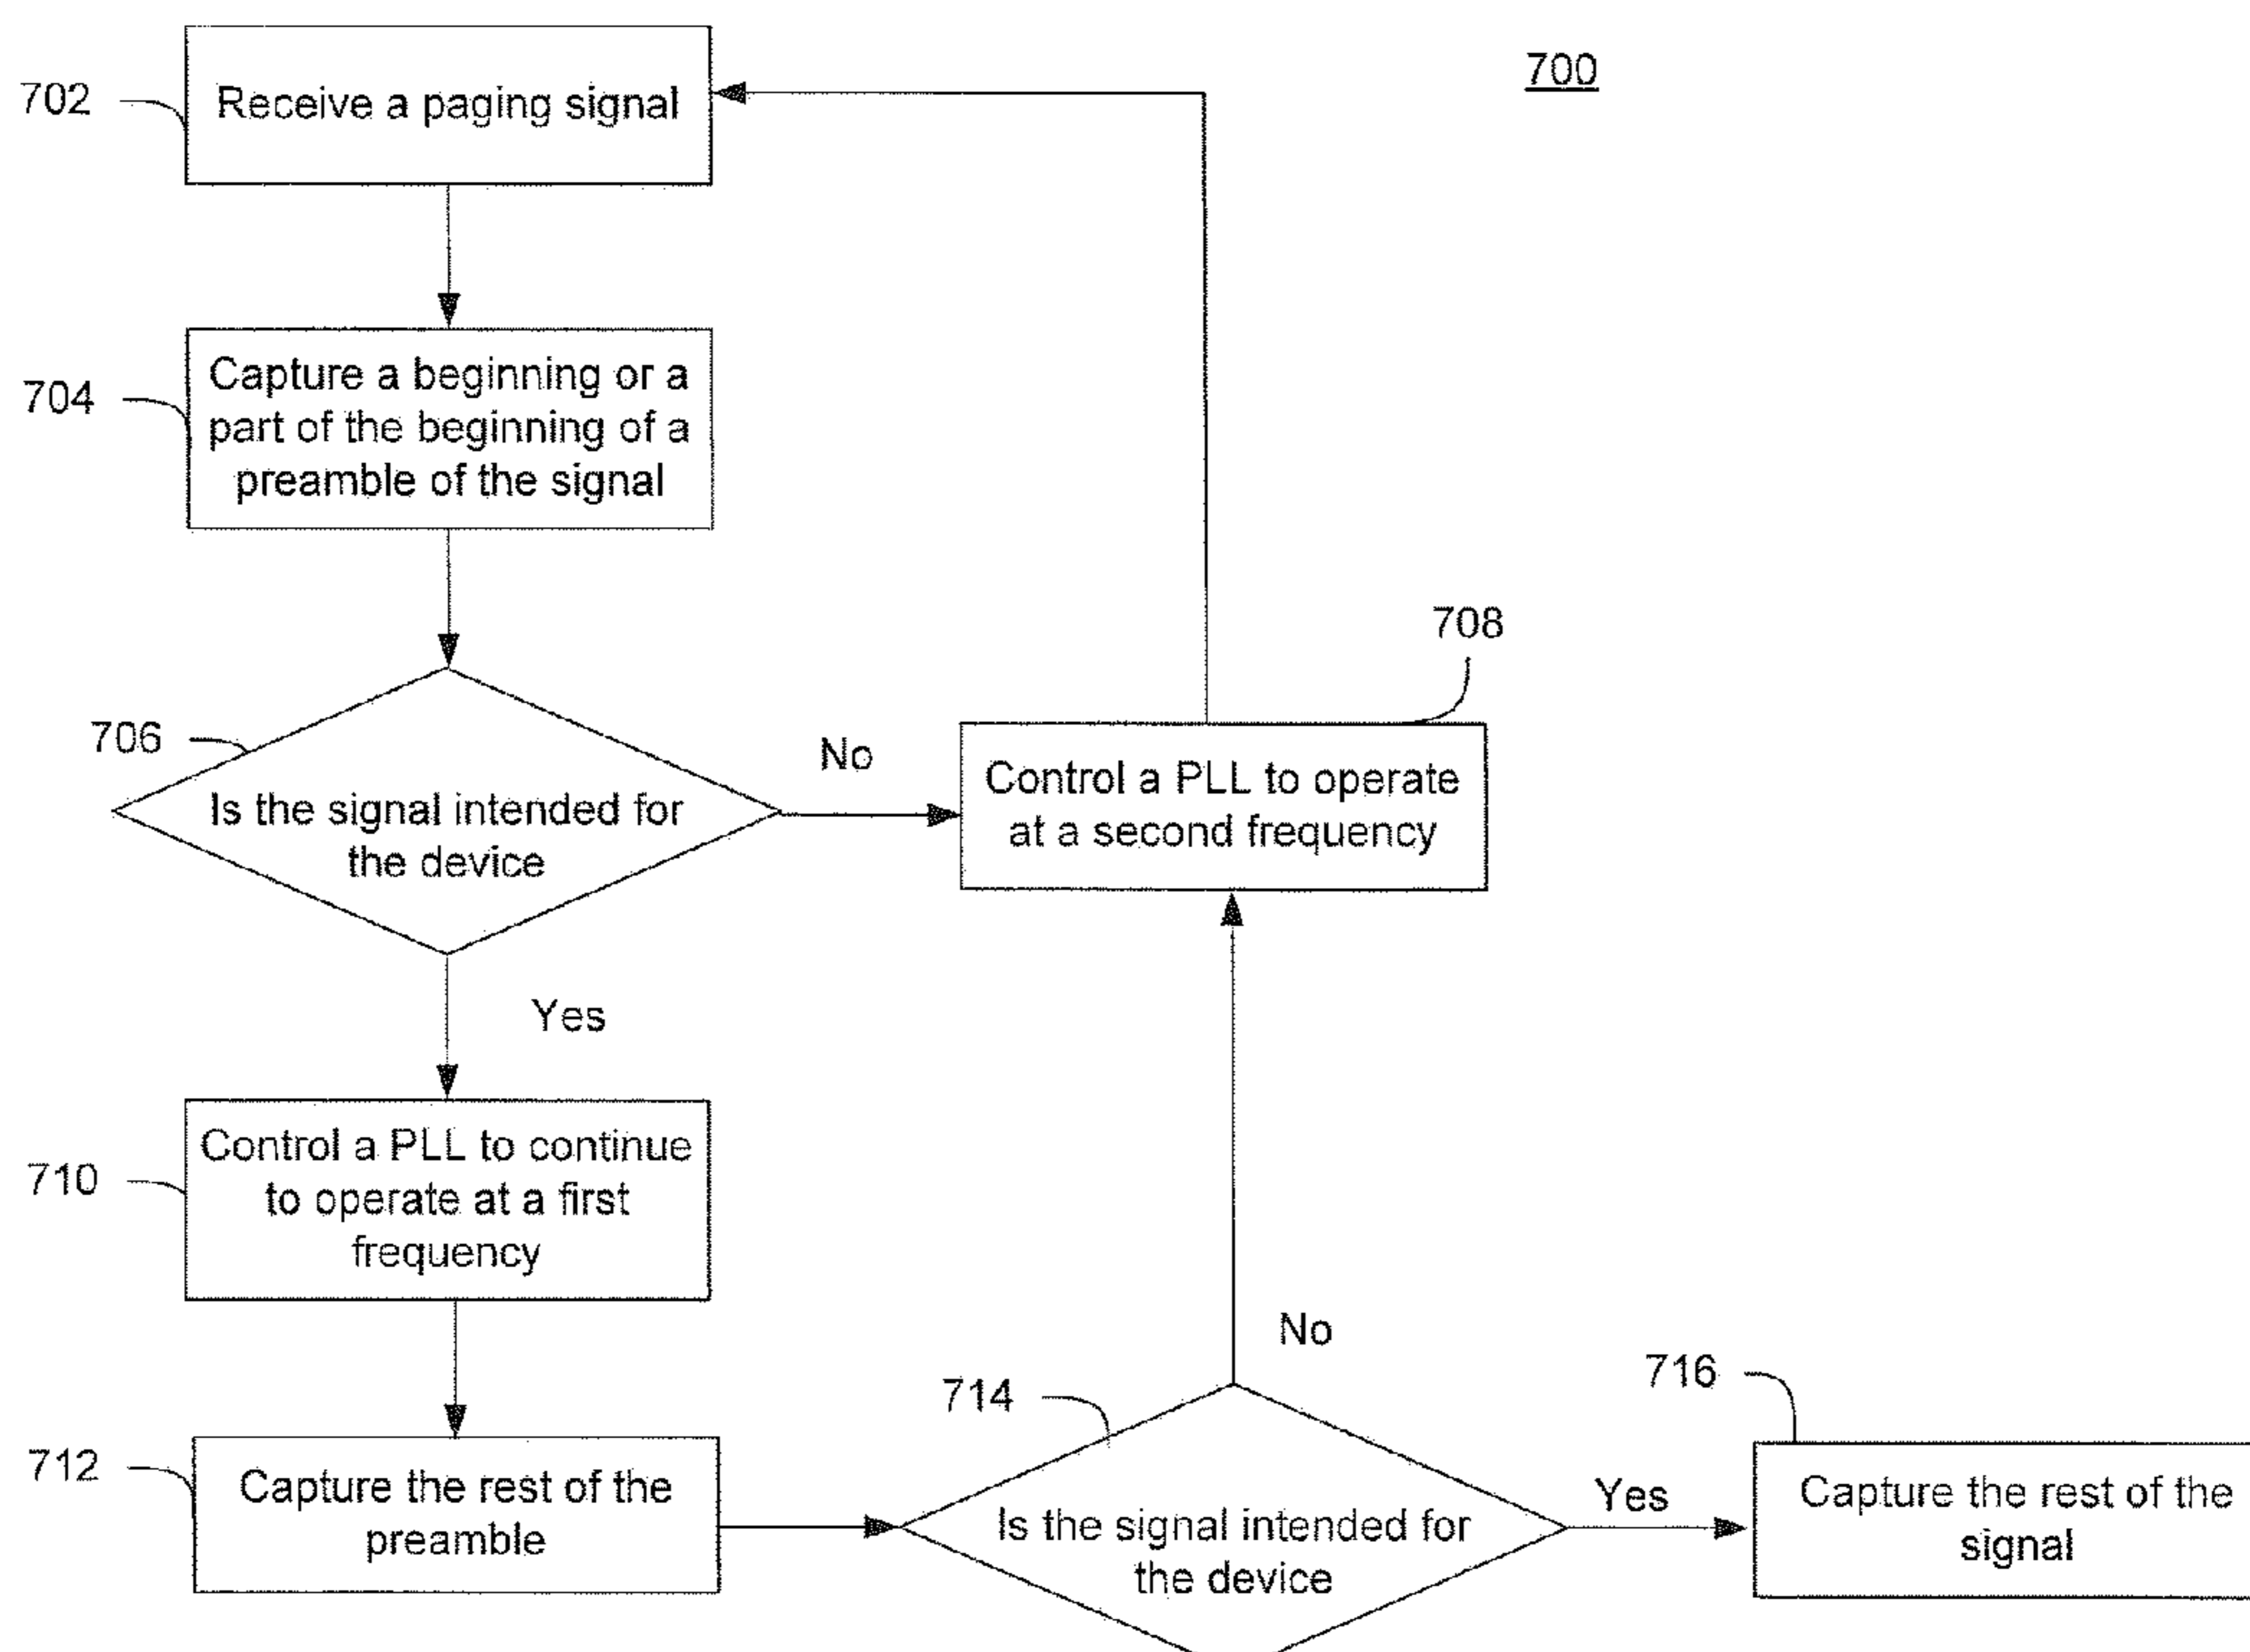 700
702
Receive a paging signal
704
Capture a beginning or a
part of the beginning of a
preamble of the signal
706
Is the signal intended for
the device
No
708
Control a PLL to operate
at a second frequency
Yes
710
Control a PLL to continue
to operate at a first
frequency
712
Capture the rest of the
preamble
714
Is the signal intended for
the device
No
Yes
716
Capture the rest of the
signal